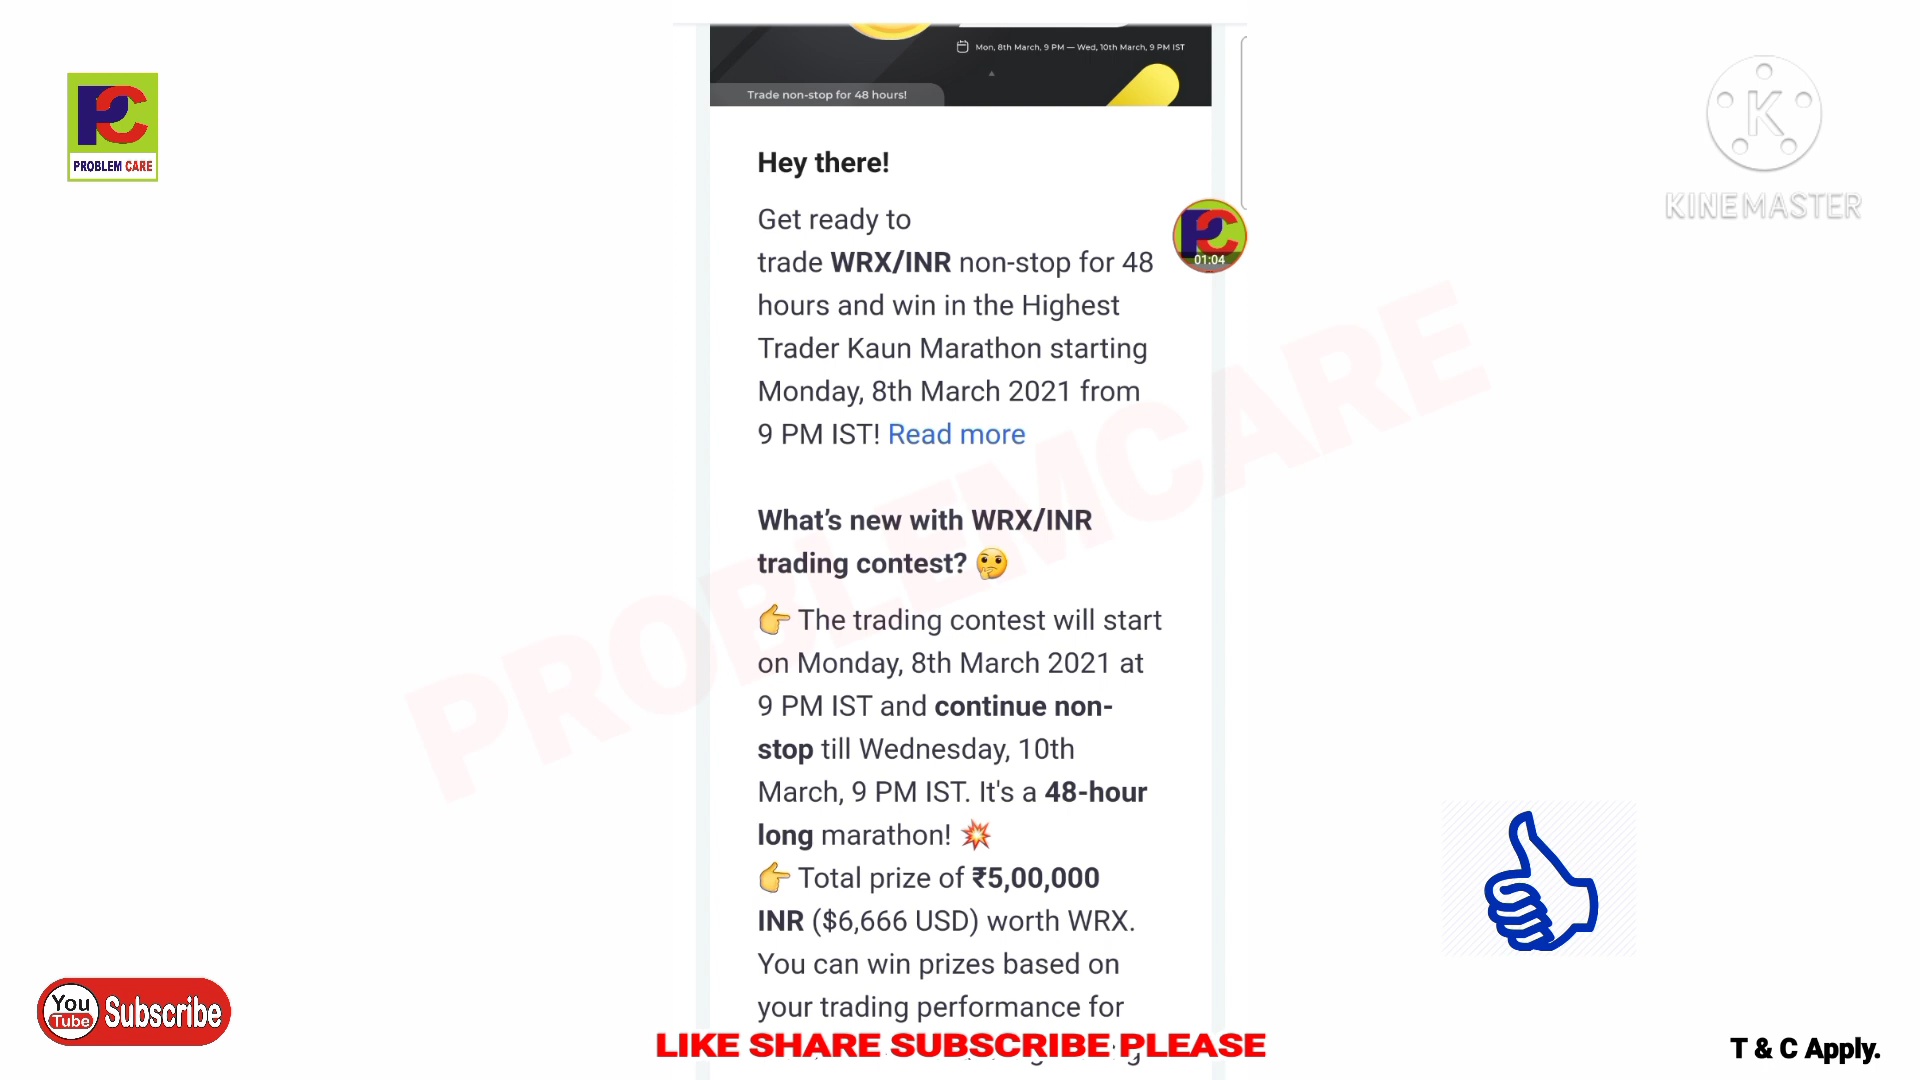 Mon, 8th March, 9 PM — Wed, 10th March, 9 PM IST
Trade non-stop for 48 hours!
PC
PROBLEM CARE
K
KINEMASTER
Hey there!
Get ready to
trade WRX/INR non-stop for 48
hours and win in the Highest
Trader Kaun Marathon starting
Monday, 8th March 2021 from
9 PM IST! Read more
PC
01:04
What's new with WRX/INR
trading contest? 🤔
👉 The trading contest will start
on Monday, 8th March 2021 at
9 PM IST and continue non-
stop till Wednesday, 10th
March, 9 PM IST. It's a 48-hour
long marathon! 💥
👉 Total prize of ₹5,00,000
INR ($6,666 USD) worth WRX.
You can win prizes based on
your trading performance for
PROBLEMCARE
You
Tube Subscribe
LIKE SHARE SUBSCRIBE PLEASE
T & C Apply.